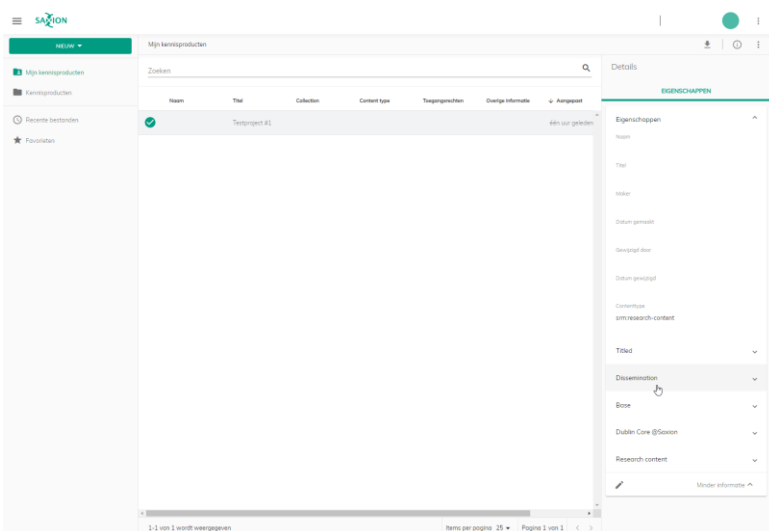 SAXION
NIEUW
Mijn kennisproducten
Mijn kennisproducten
Kennisproducten
Recente bestanden
Favorieten
Zoeken
Naam Titel Collection Content type Toegangsrechten Overige informatie Aangepast
Testproject #1 één uur geleden
1-1 van 1 wordt weergegeven
Items per pagina 25 Pagina 1 van 1
Details
EIGENSCHAPPEN
Eigenschappen
Naam
Titel
Maker
Datum gemaakt
Gewijzigd door
Datum gewijzigd
Contenttype
srm:research-content
Titled
Dissemination
Base
Dublin Core @Saxion
Research content
Minder informatie